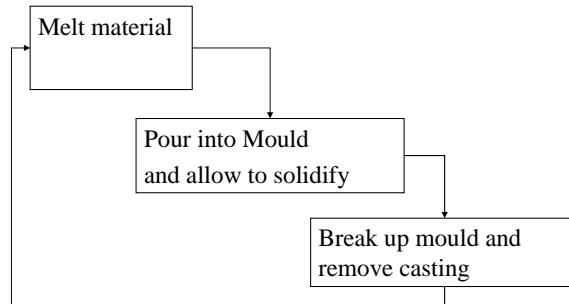 Melt material
Pour into Mould
and allow to solidify
Break up mould and
remove casting